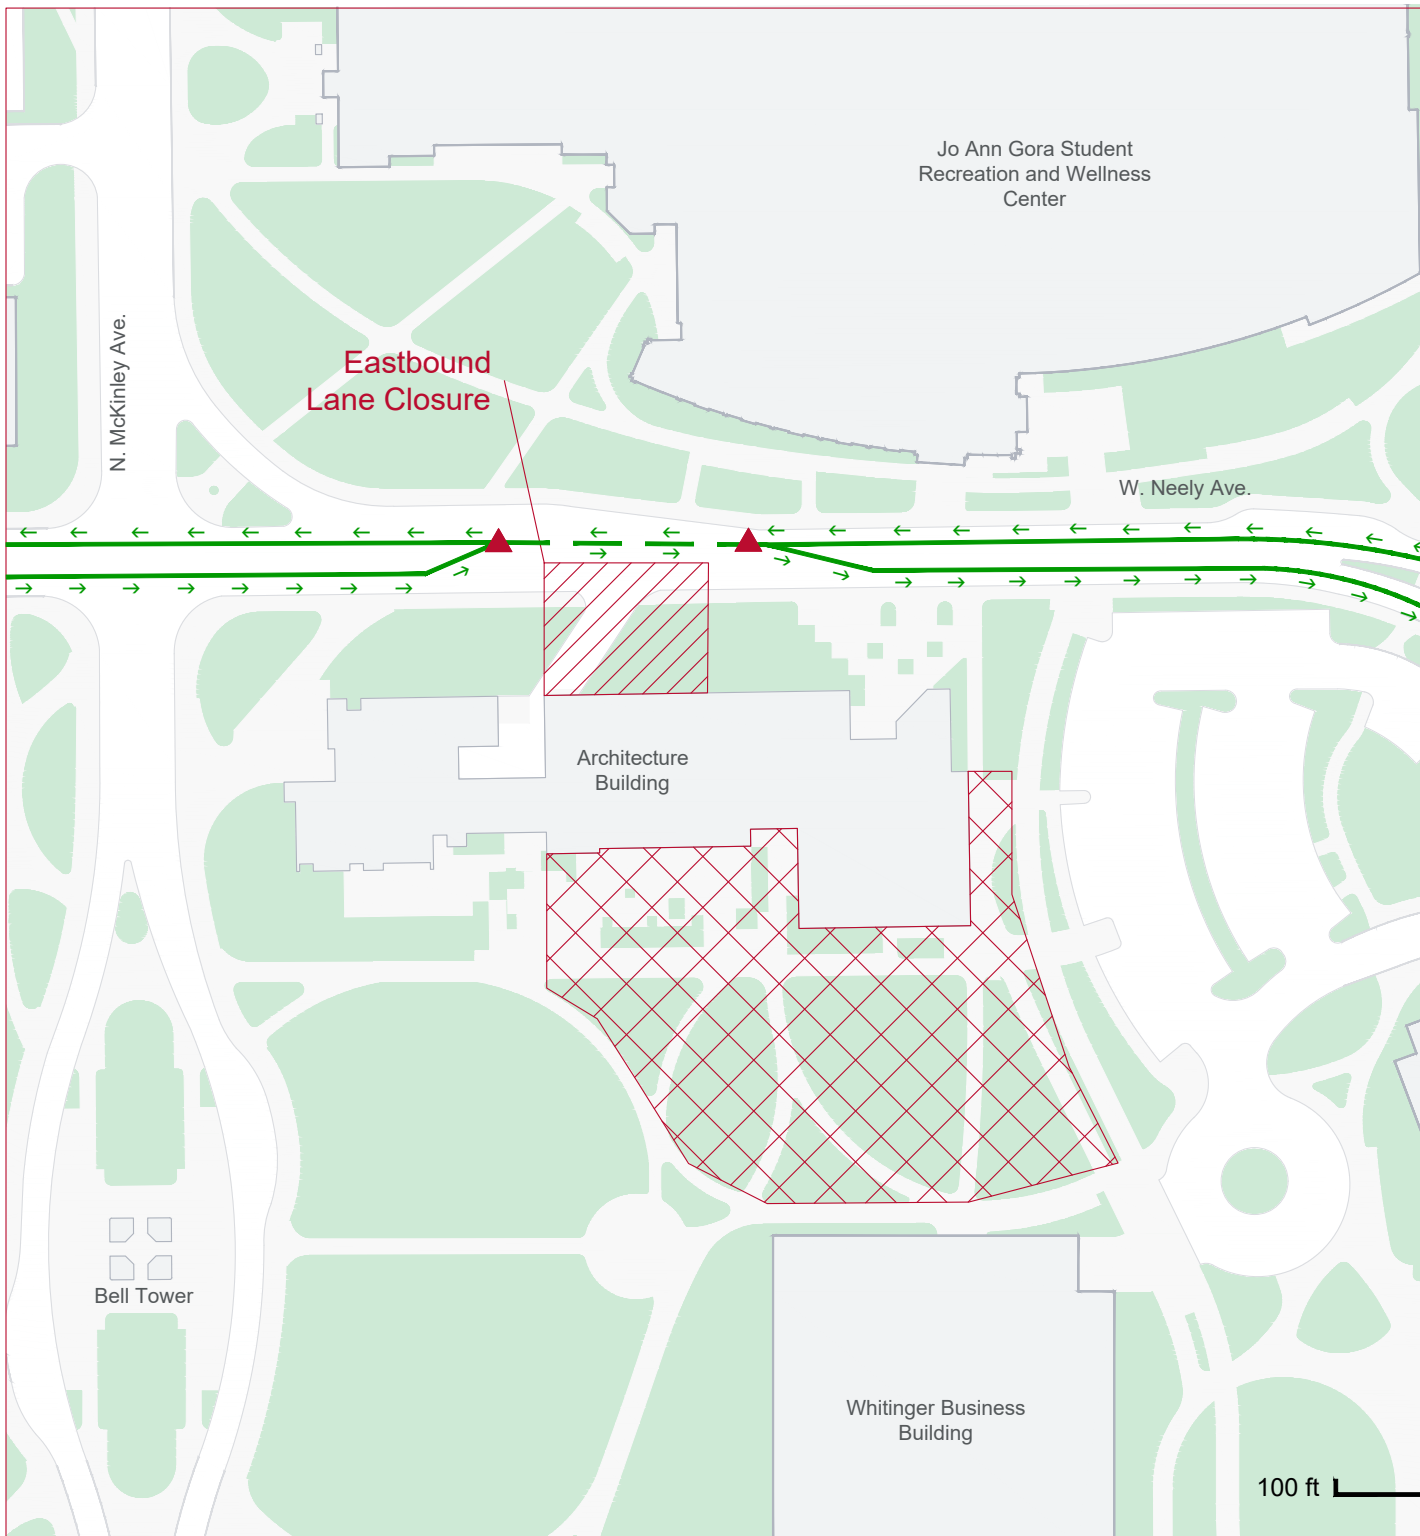 Jo Ann Gora Student
Recreation and Wellness
Center
N. McKinley Ave.
Eastbound
Lane Closure
W. Neely Ave.
Architecture
Building
Bell Tower
Whitinger Business
Building
100 ft